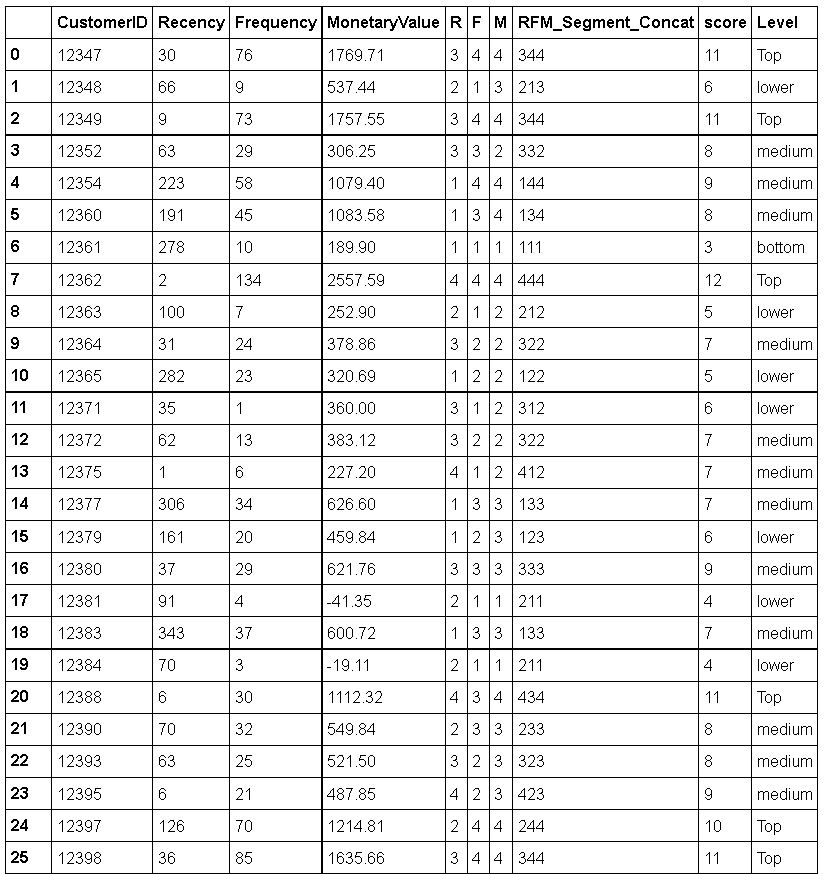 CustomerID Recency Frequency MonetaryValue R F M RFM_Segment_Concat score Level
0 12347 30 76 1769.71 3 4 4 344 11 Top
1 12348 66 9 537.44 2 1 3 213 6 lower
2 12349 9 73 1757.55 3 4 4 344 11 Top
3 12352 63 29 306.25 3 3 2 332 8 medium
4 12354 223 58 1079.40 1 4 4 144 9 medium
5 12360 191 45 1083.58 1 3 4 134 8 medium
6 12361 278 10 189.90 1 1 1 111 3 bottom
7 12362 2 134 2557.59 4 4 4 444 12 Top
8 12363 100 7 252.90 2 1 2 212 5 lower
9 12364 31 24 378.86 3 2 2 322 7 medium
10 12365 282 23 320.69 1 2 2 122 5 lower
11 12371 35 1 360.00 3 1 2 312 6 lower
12 12372 62 13 383.12 3 2 2 322 7 medium
13 12375 1 6 227.20 4 1 2 412 7 medium
14 12377 306 34 626.60 1 3 3 133 7 medium
15 12379 161 20 459.84 1 2 3 123 6 lower
16 12380 37 29 621.76 3 3 3 333 9 medium
17 12381 91 4 -41.35 2 1 1 211 4 lower
18 12383 343 37 600.72 1 3 3 133 7 medium
19 12384 70 3 -19.11 2 1 1 211 4 lower
20 12388 6 30 1112.32 4 3 4 434 11 Top
21 12390 70 32 549.84 2 3 3 233 8 medium
22 12393 63 25 521.50 3 2 3 323 8 medium
23 12395 6 21 487.85 4 2 3 423 9 medium
24 12397 126 70 1214.81 2 4 4 244 10 Top
25 12398 36 85 1635.66 3 4 4 344 11 Top